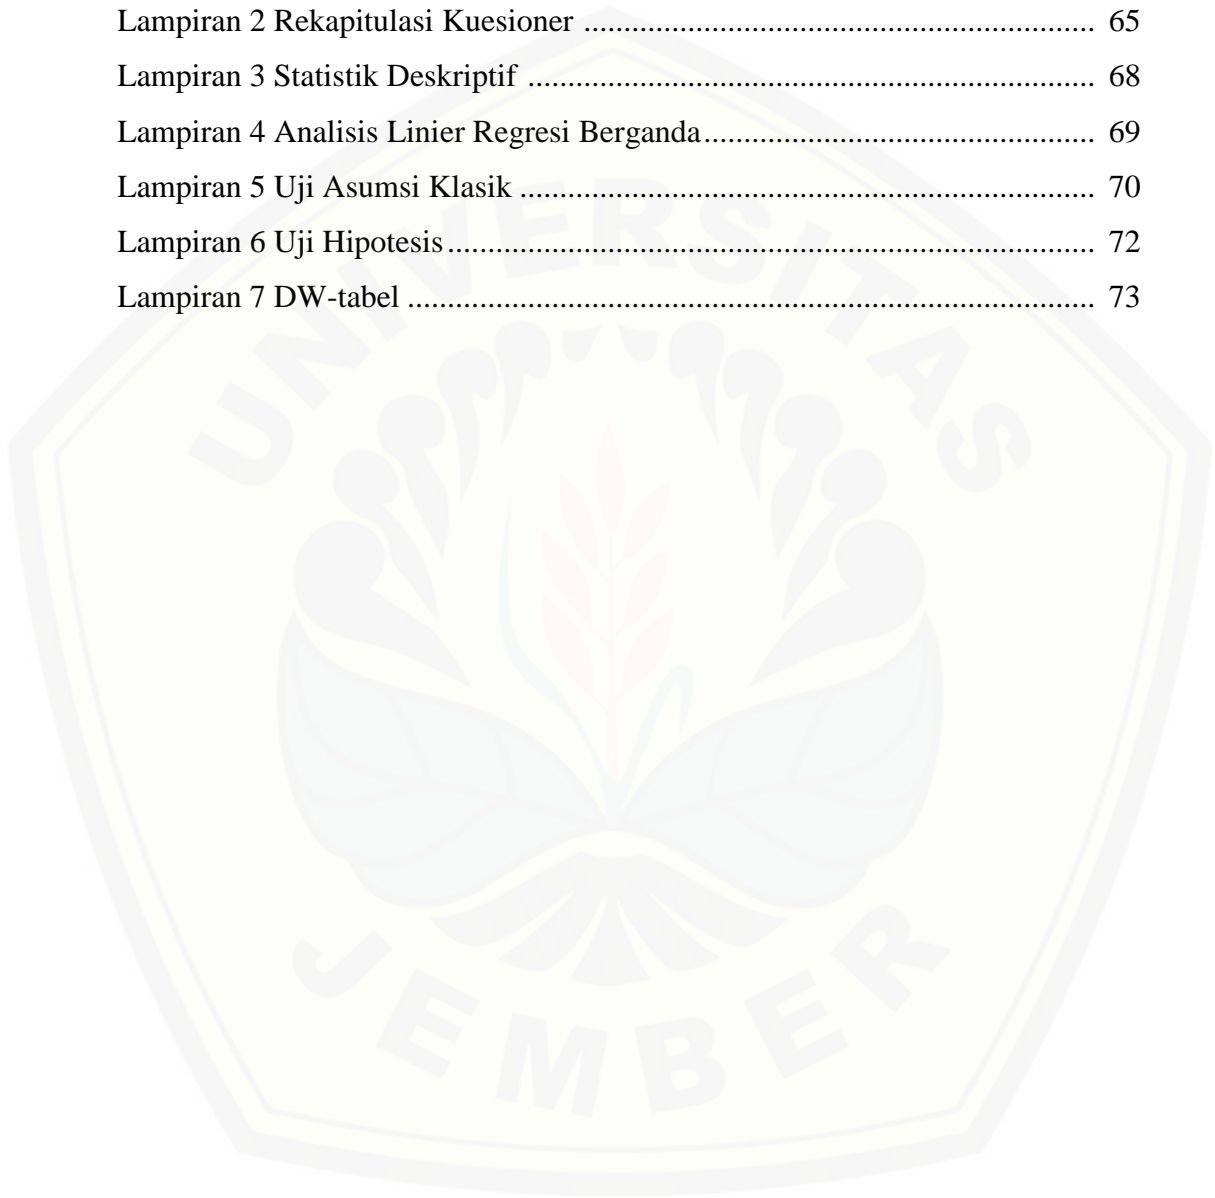 Lampiran 2 Rekapitulasi Kuesioner ............................................................... 65
Lampiran 3 Statistik Deskriptif ...................................................................... 68
Lampiran 4 Analisis Linier Regresi Berganda................................................ 69
Lampiran 5 Uji Asumsi Klasik ....................................................................... 70
Lampiran 6 Uji Hipotesis................................................................................ 72
Lampiran 7 DW-tabel ..................................................................................... 73
UNIVERSITAS
JEMBER